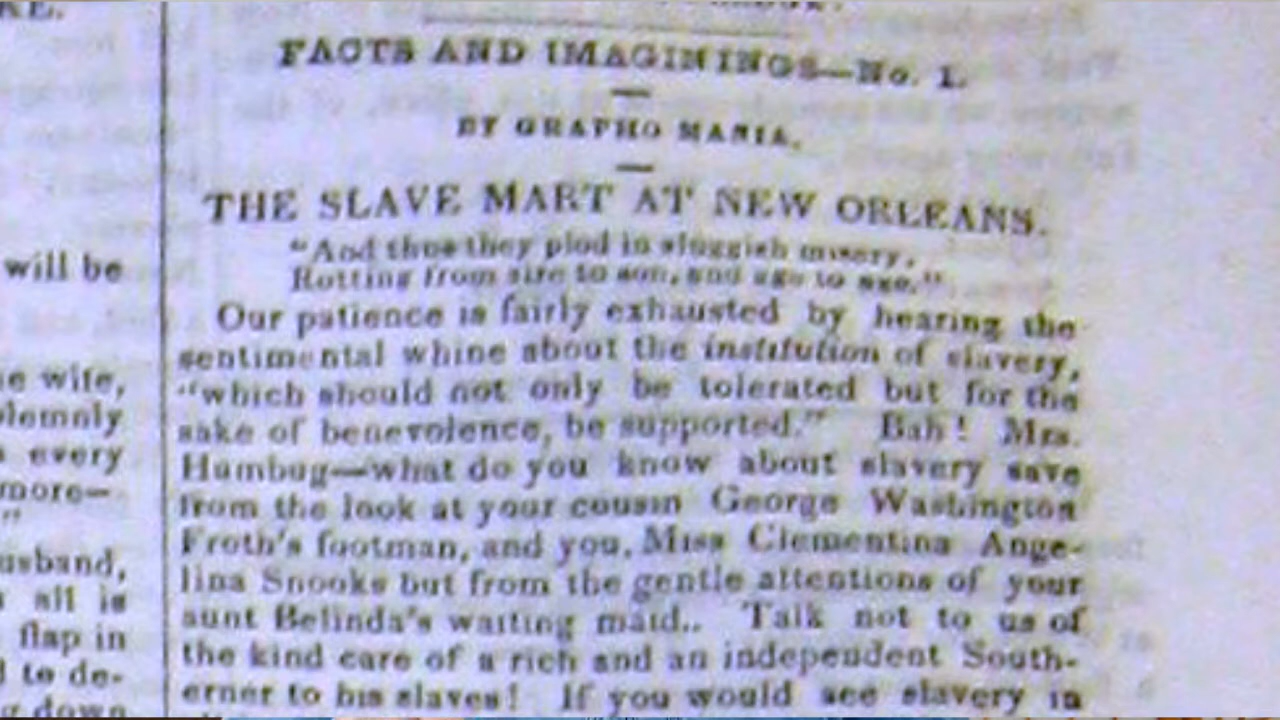 will be
e wife,
lemnly
every
more—
"
usband,
all is
flap in
to de-
down
FACTS AND IMAGININGS—No. 1.
BY GRAPHO MANIA.
THE SLAVE MART AT NEW ORLEANS.
"And thus they plod in sluggish misery,
Rotting from sire to son, and age to age."
Our patience is fairly exhausted by hearing the
sentimental whine about the institution of slavery,
"which should not only be tolerated but for the
sake of benevolence, be supported." Bah! Mrs.
Humbug—what do you know about slavery save
from the look at your cousin George Washington
Froth's footman, and you, Miss Clementina Ange-
lina Snooks but from the gentle attentions of your
aunt Belinda's waiting maid.. Talk not to us of
the kind care of a rich and an independent South-
erner to his slaves! If you would see slavery in